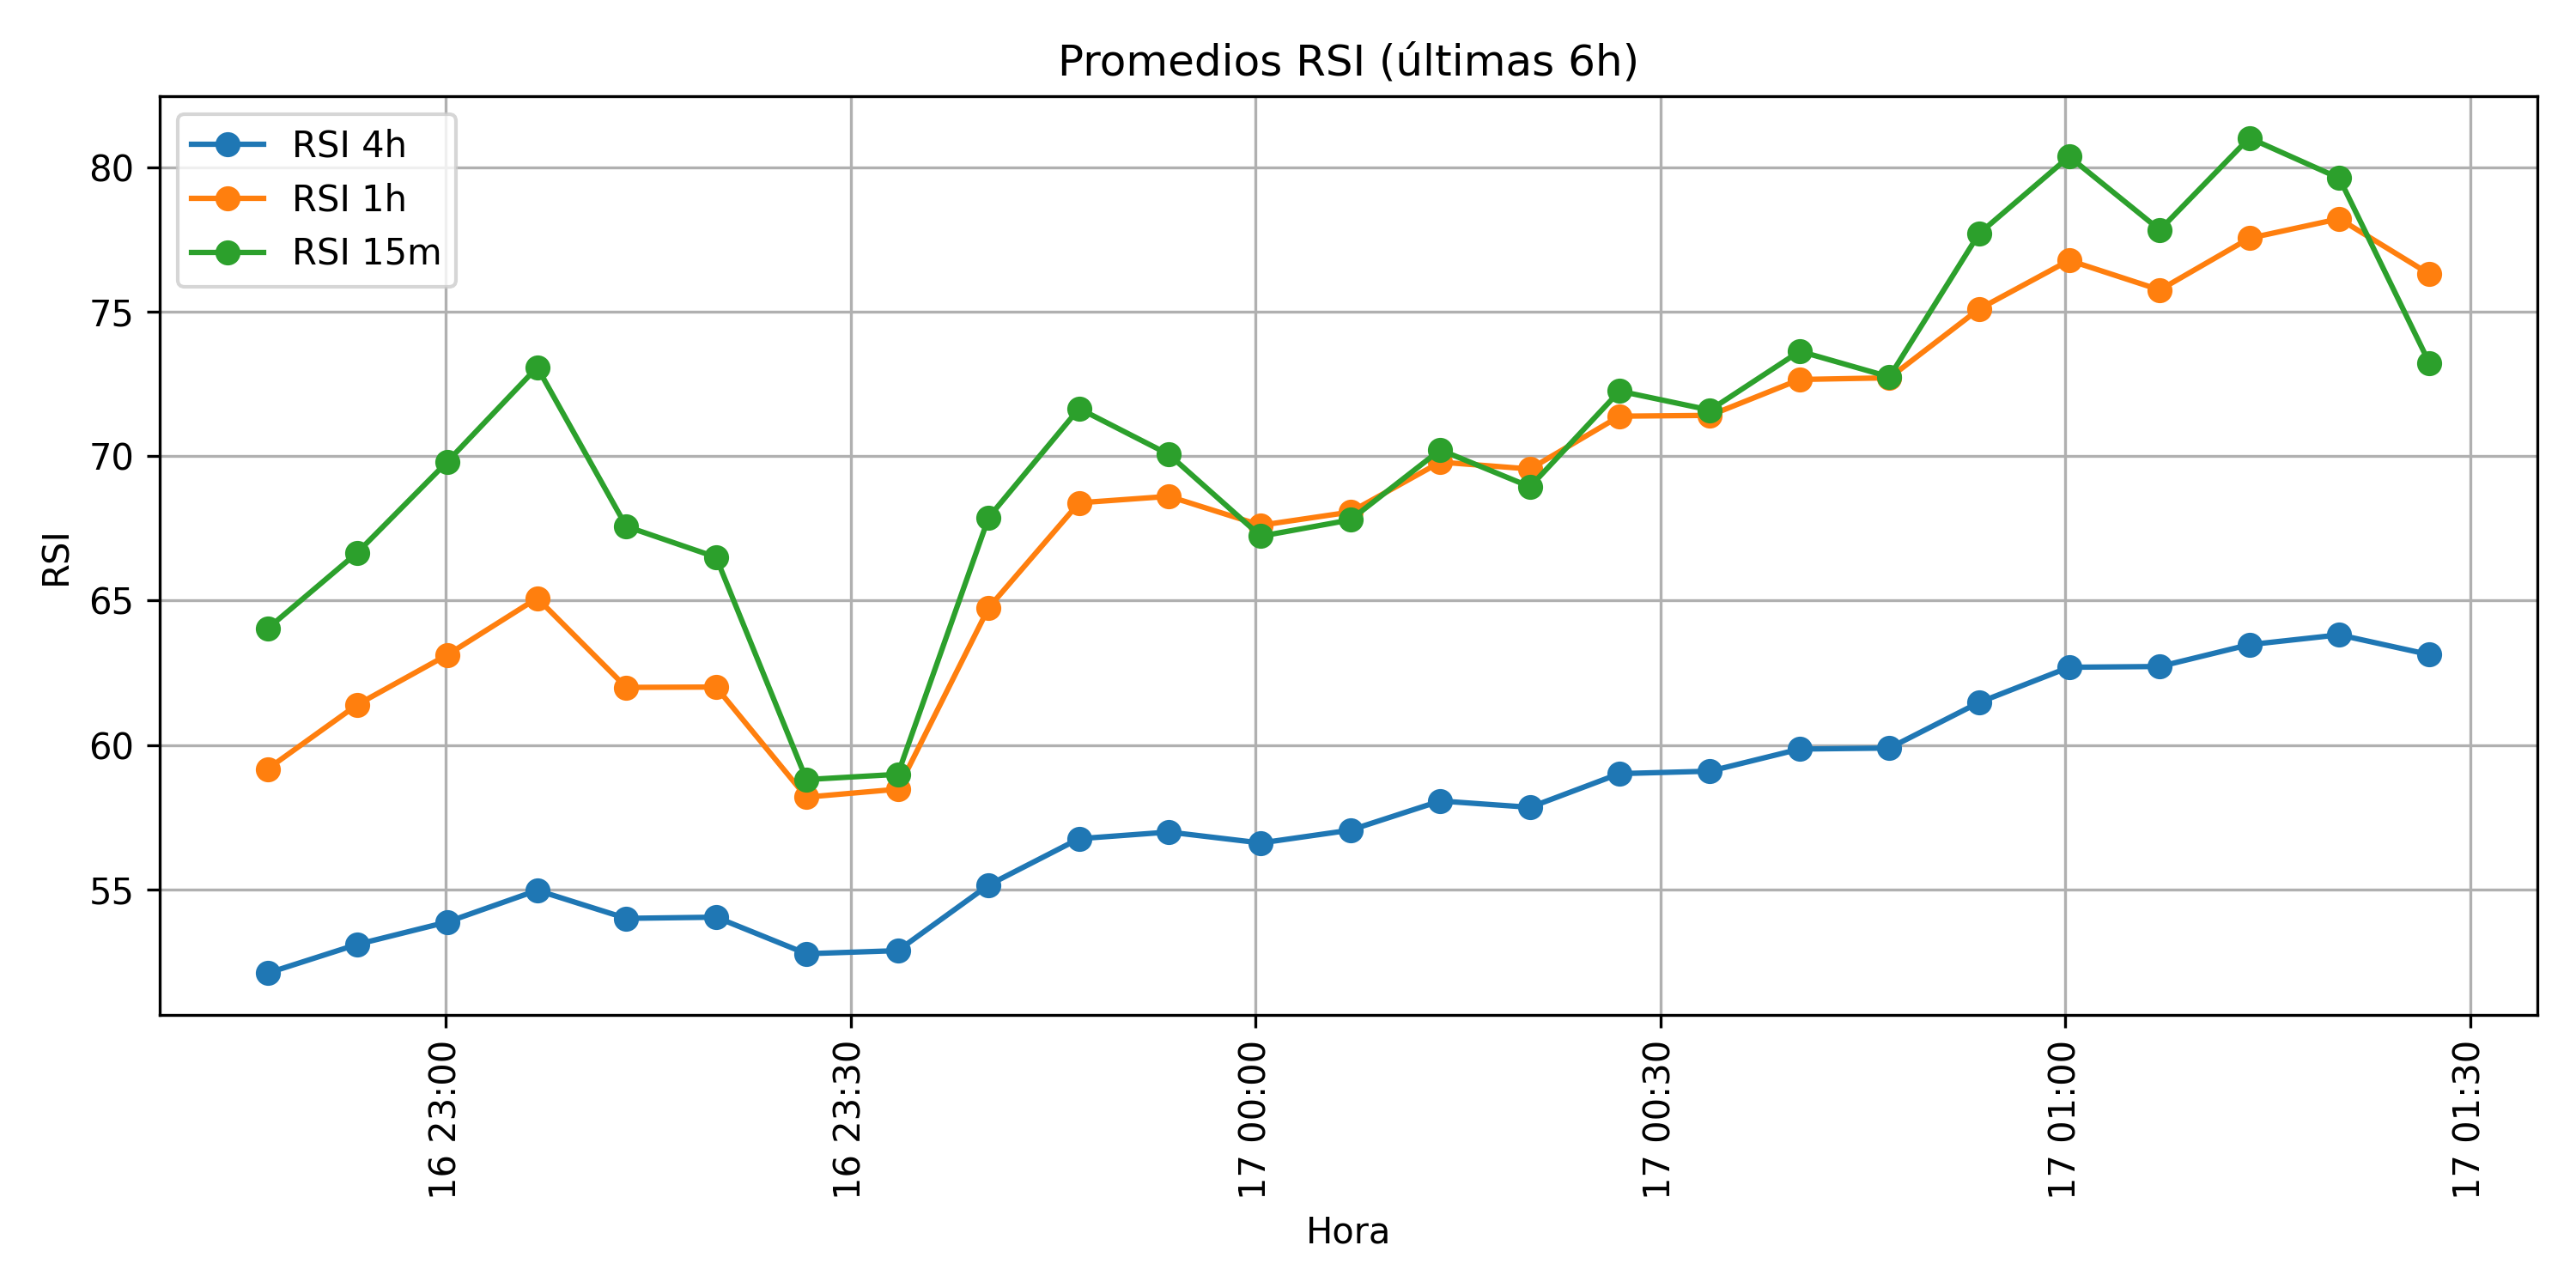 Promedios RSI (últimas 6h)
RSI 4h
RSI 1h
RSI 15m
RSI
80
75
70
65
60
55
16 23:00
16 23:30
17 00:00
17 00:30
17 01:00
17 01:30
Hora